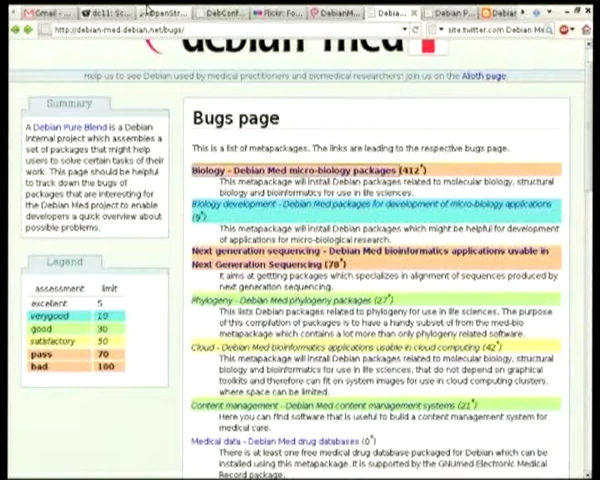 Gmail -
dc11: Sc...
OpenStr...
DebConf...
Flickr: Fo...
DebianM...
Debia...
Debian P...
Debian
http://debian-med.debian.net/bugs/
site:twitter.com Debian Me
debian med
Help us to see Debian used by medical practitioners and biomedical researchers! Join us on the Alioth page.
Summary
A Debian Pure Blend is a Debian
internal project which assembles a
set of packages that might help
users to solve certain tasks of their
work. This page should be helpful
to track down the bugs of
packages that are interesting for
the Debian Med project to enable
developers a quick overview about
possible problems.
Legend
assessment limit
excellent 5
verygood 10
good 30
satisfactory 50
pass 70
bad 100
Bugs page
This is a list of metapackages. The links are leading to the respective bugs page.
Biology - Debian Med micro-biology packages (412*)
This metapackage will install Debian packages related to molecular biology, structural
biology and bioinformatics for use in life sciences.
Biology development - Debian Med packages for development of micro-biology applications
(9*)
This metapackage will install Debian packages which might be helpful for development
of applications for micro-biological research.
Next generation sequencing - Debian Med bioinformatics applications usable in
Next Generation Sequencing (78*)
It aims at gettting packages which specializes in alignment of sequences produced by
next generation sequencing.
Phylogeny - Debian Med phylogeny packages (27*)
This lists Debian packages related to phylogeny for use in life sciences. The purpose
of this compilation of packages is to have a handy subset of from the med-bio
metapackage which contains a lot more than only phylogeny related software.
Cloud - Debian Med bioinformatics applications usable in cloud computing (42*)
This metapackage will install Debian packages related to molecular biology, structural
biology and bioinformatics for use in life sciences, that do not depend on graphical
toolkits and therefore can fit on system images for use in cloud computing clusters,
where space can be limited.
Content management - Debian Med content management systems (21*)
Here you can find software that is useful to build a content management system for
medical care.
Medical data - Debian Med drug databases (0*)
There is at least one free medical drug database packaged for Debian which can be
installed using this metapackage. It is supported by the GNUmed Electronic Medical
Record package.